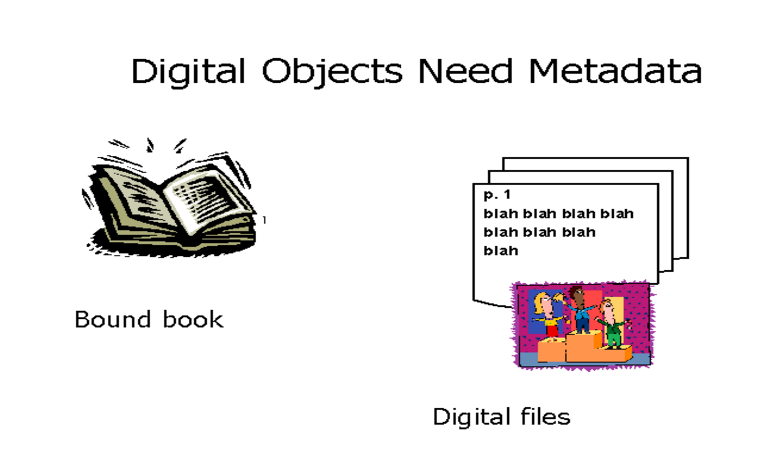 Digital Objects Need Metadata
p. 1
blah blah blah blah
blah blah blah
blah
Bound book
Digital files